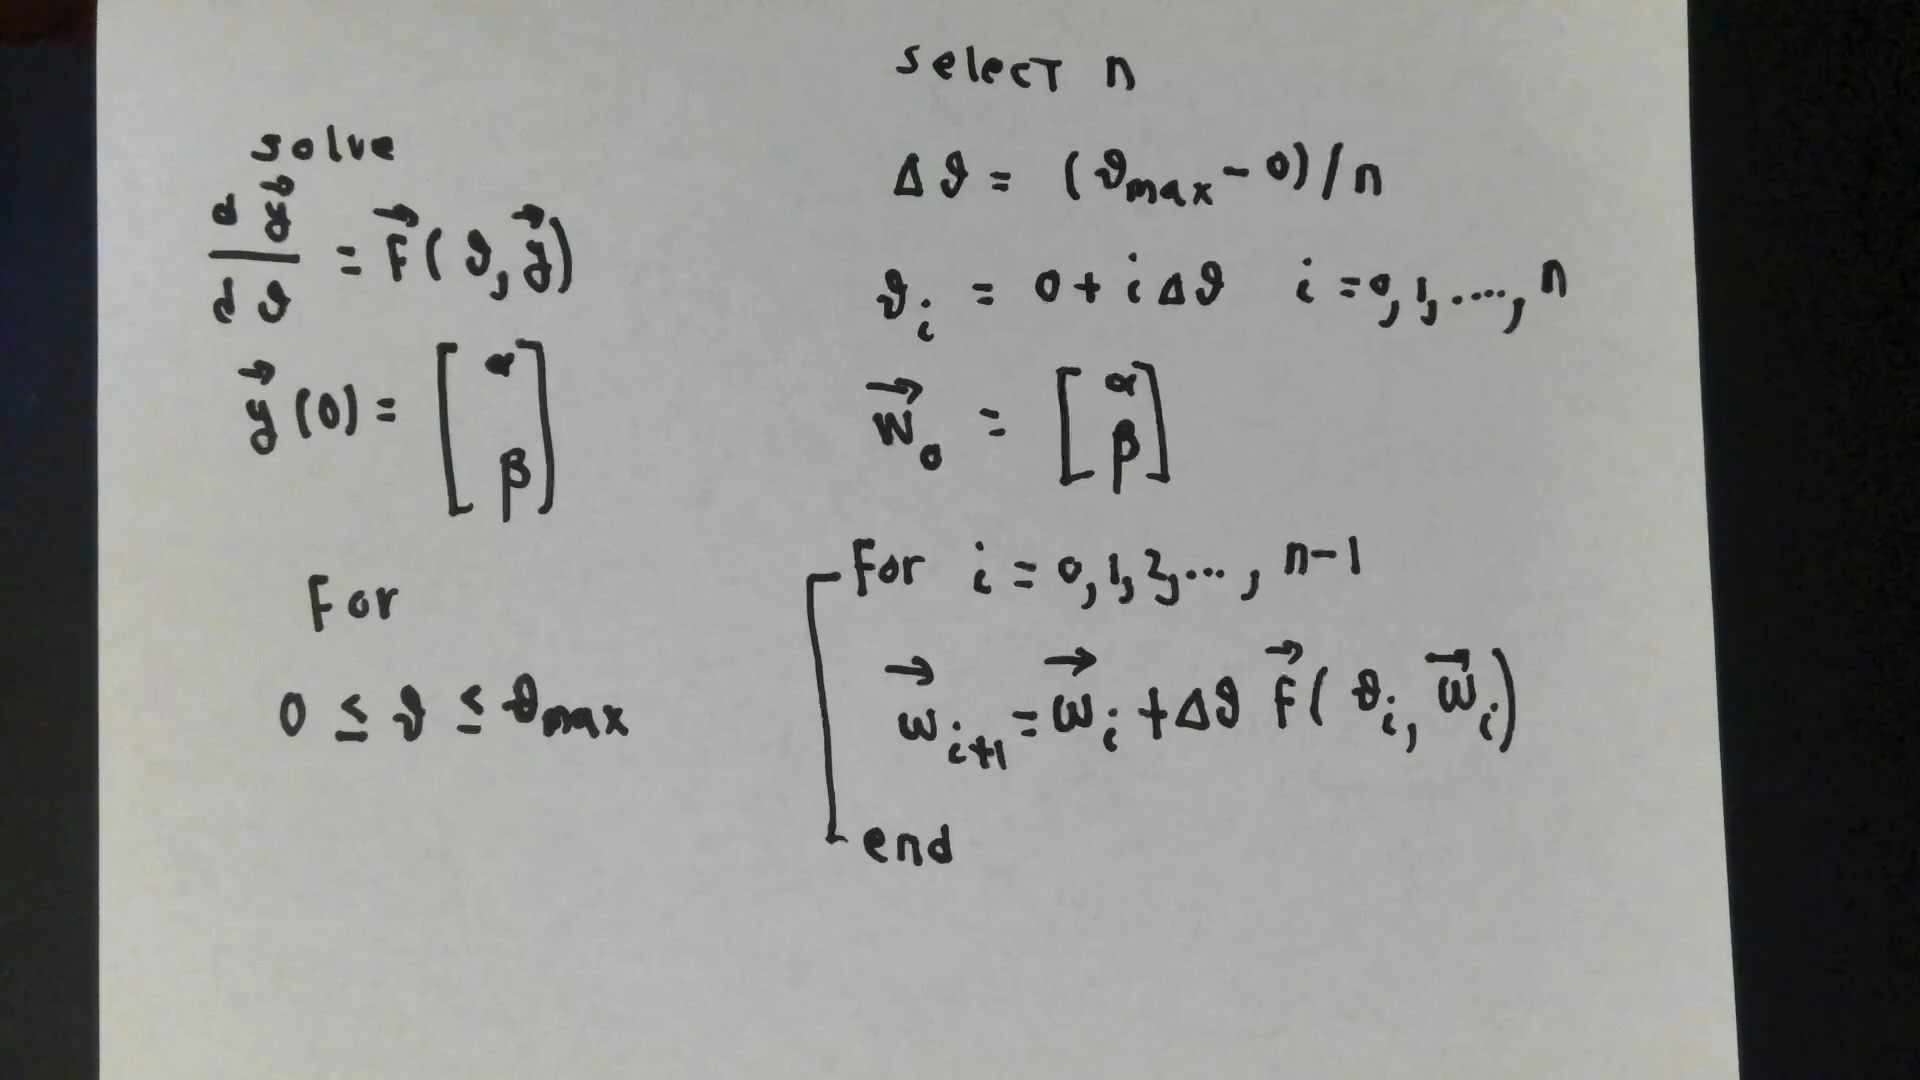 solve
dy⃗/dϑ = F⃗(ϑ, y⃗)
y⃗(0) = [α β]
For
0 ≤ ϑ ≤ ϑmax
select n
Δϑ = (ϑmax - 0)/n
ϑi = 0 + iΔϑ i = 0, 1, ...., n
w⃗0 = [α β]
For i = 0, 1, 2, ..., n-1
w⃗i+1 = w⃗i + Δϑ F⃗(ϑi, w⃗i)
end